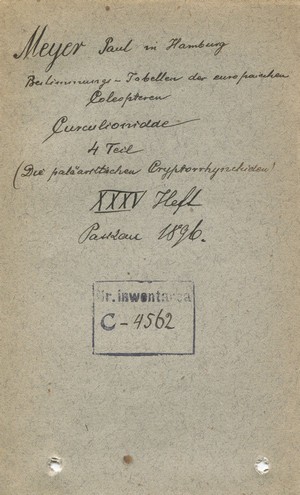 Meyer Paul in Hamburg
Bestimmungs-Tabellen der europäischen
Coleopteren
Curculionidae
4 Teil
(Die paläarktischen Cryptorrhynchiden)
XXXV Heft
Paskau 1896.
Nr. inwentarza
C-4562